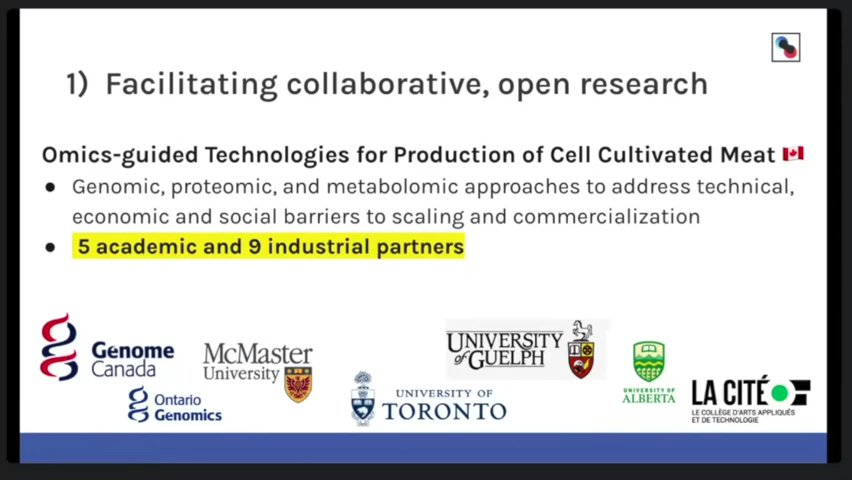 1) Facilitating collaborative, open research
Omics-guided Technologies for Production of Cell Cultivated Meat 🇨🇦
● Genomic, proteomic, and metabolomic approaches to address technical,
economic and social barriers to scaling and commercialization
● 5 academic and 9 industrial partners
Genome
Canada
Ontario
Genomics
McMaster
University
UNIVERSITY OF
TORONTO
UNIVERSITY
of GUELPH
UNIVERSITY OF
ALBERTA
LA CITÉ
LE COLLÈGE D'ARTS APPLIQUÉS
ET DE TECHNOLOGIE